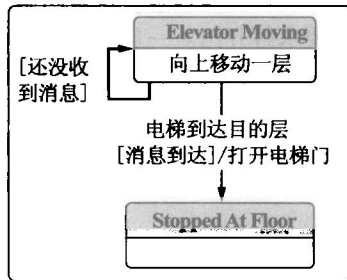 Elevator Moving
向上移动一层
[还没收
到消息]
电梯到达目的层
[消息到达]/打开电梯门
Stopped At Floor